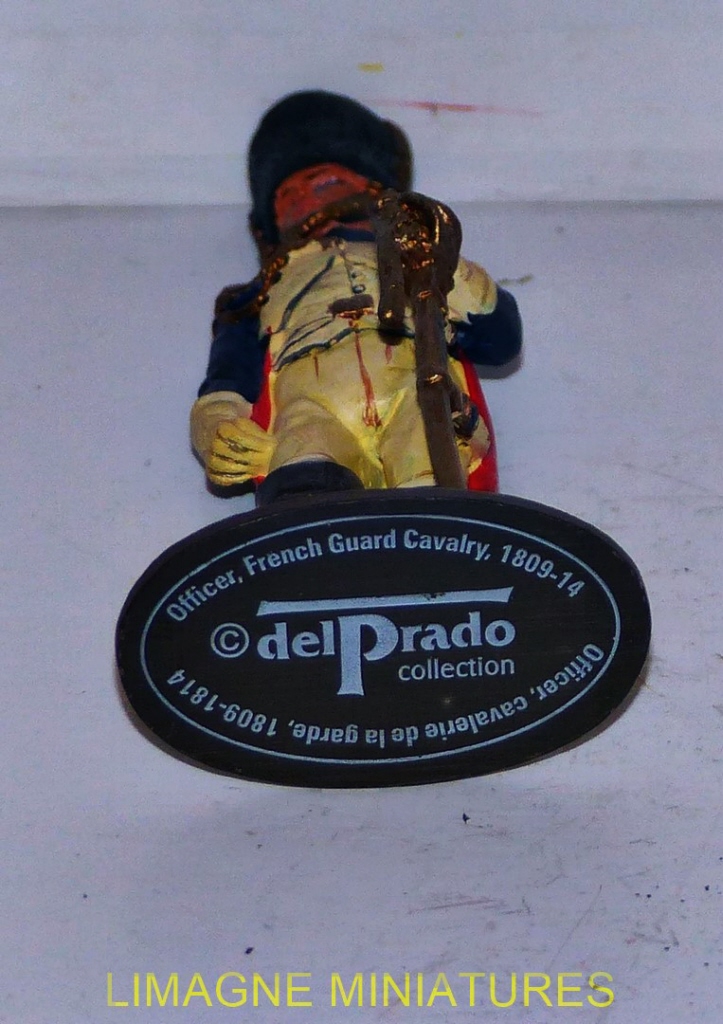 Officer, French Guard Cavalry, 1809-14
© delPrado
collection
Officer, cavalerie de la garde, 1809-1814
LIMAGNE MINIATURES